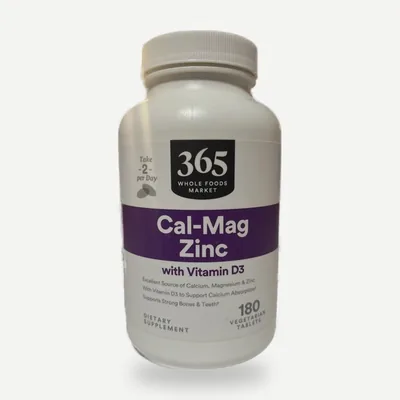 365
WHOLE FOODS
MARKET
Take
-2-
per Day
Cal-Mag
Zinc
with Vitamin D3
Excellent Source of Calcium, Magnesium & Zinc
With Vitamin D3 to Support Calcium Absorption†
Supports Strong Bones & Teeth†
DIETARY
SUPPLEMENT
180
VEGETARIAN
TABLETS